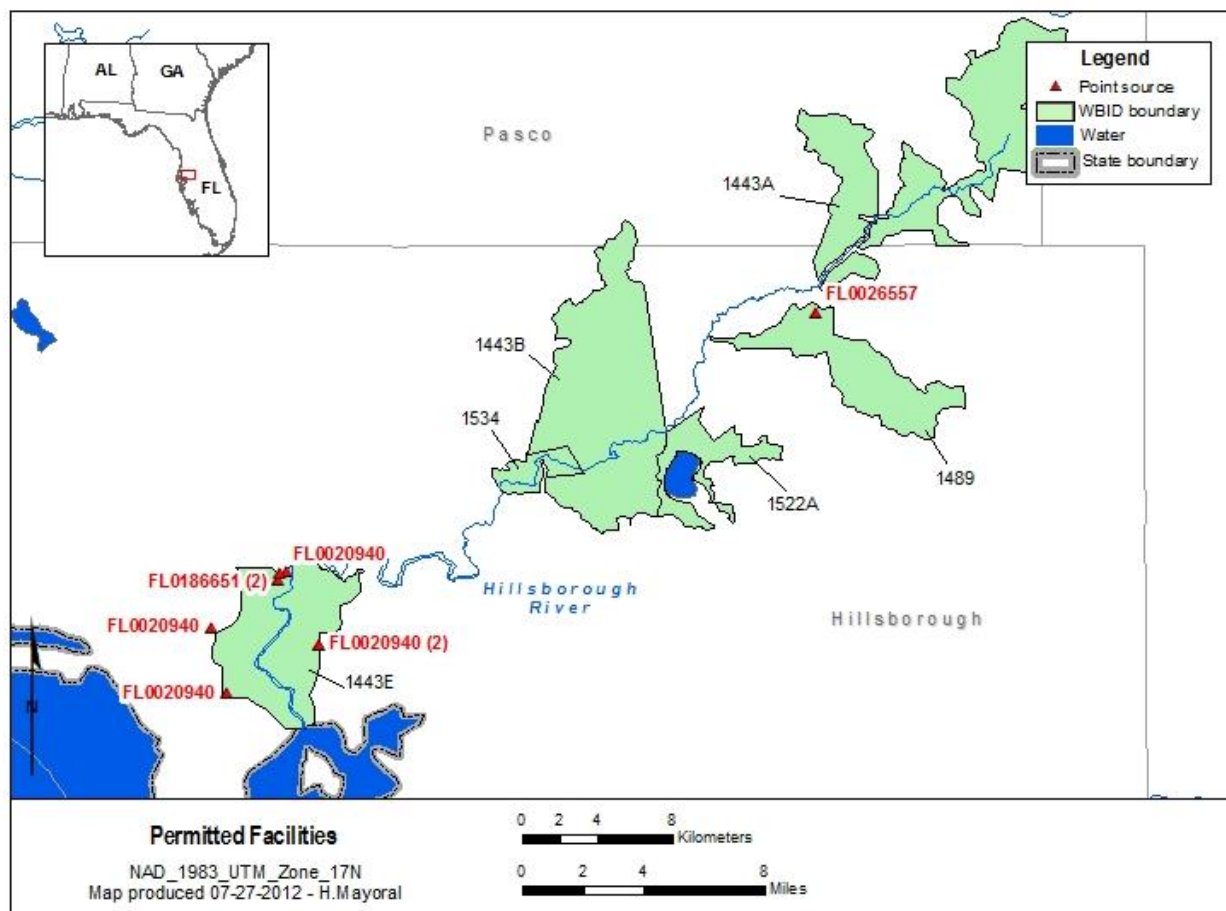 AL
GA
FL
Pasco
Legend
Point source
WBID boundary
Water
State boundary
1443A
FL0026557
1443B
1534
1489
1522A
FL0020940
FL0186651 (2)
Hillsborough
River
Hillsborough
FL0020940
FL0020940 (2)
1443E
FL0020940
N
Permitted Facilities
NAD_1983_UTM_Zone_17N
Map produced 07-27-2012 - H.Mayoral
0 2 4 8
Kilometers
0 2 4 8
Miles